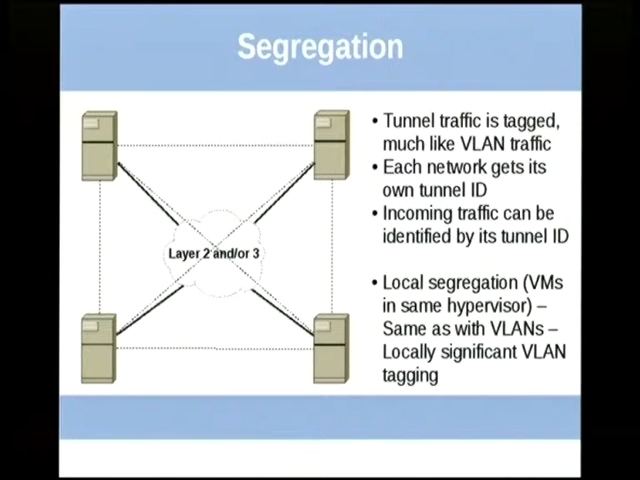 Segregation
• Tunnel traffic is tagged,
much like VLAN traffic
• Each network gets its
own tunnel ID
• Incoming traffic can be
identified by its tunnel ID
• Local segregation (VMs
in same hypervisor) –
Same as with VLANs –
Locally significant VLAN
tagging
Layer 2 and/or 3